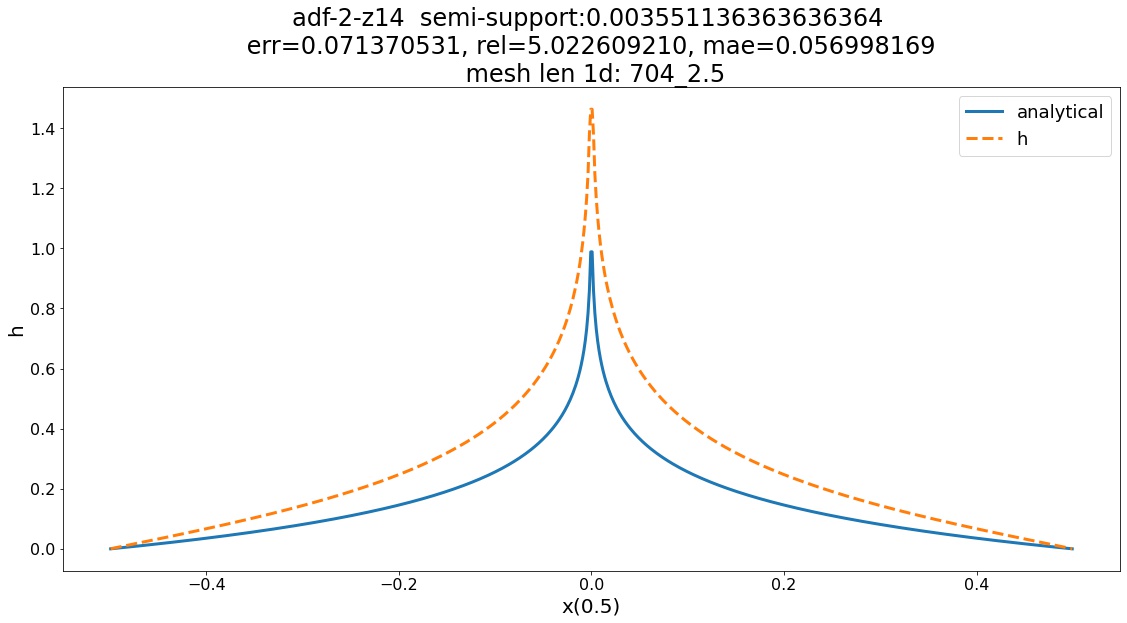 adf-2-z14  semi-support:0.003551136363636364
err=0.071370531, rel=5.022609210, mae=0.056998169
mesh len 1d: 704_2.5
analytical
h
h
1.4
1.2
1.0
0.8
0.6
0.4
0.2
0.0
−0.4
−0.2
0.0
0.2
0.4
x(0.5)